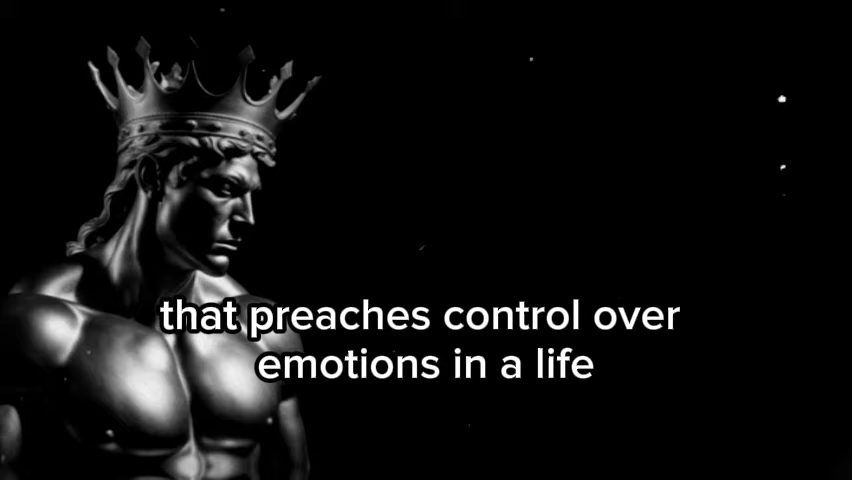 that preaches control over
emotions in a life